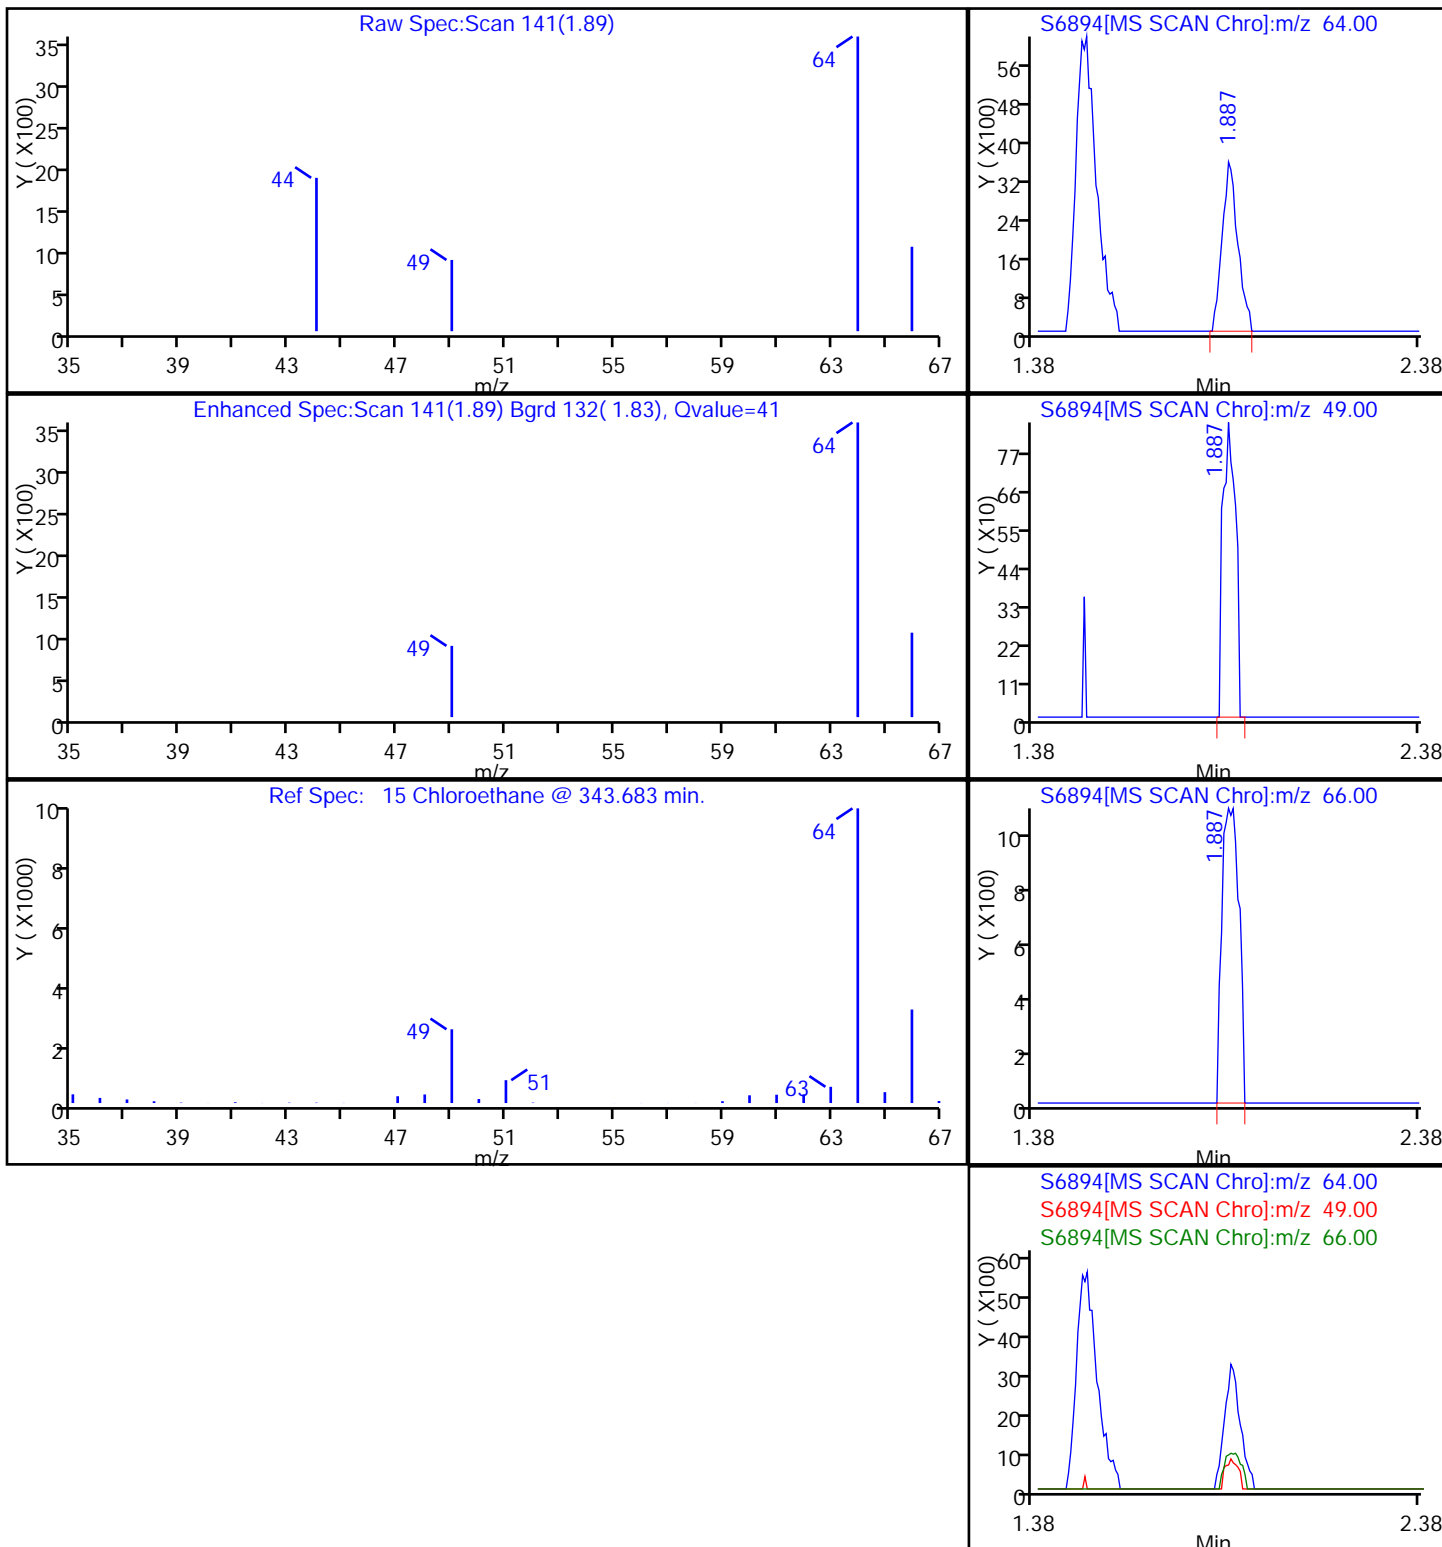 Raw Spec:Scan 141(1.89)
Y ( X100)
35
30
25
20
15
10
5
0
64
44
49
35 39 43 47 51 55 59 63 67
m/z
S6894[MS SCAN Chro]:m/z 64.00
Y ( X100)
56
48
40
32
24
16
8
0
1.887
1.38 2.38
Min
Enhanced Spec:Scan 141(1.89) Bgrd 132( 1.83), Qvalue=41
Y ( X100)
35
30
25
20
15
10
5
0
64
49
35 39 43 47 51 55 59 63 67
m/z
S6894[MS SCAN Chro]:m/z 49.00
Y ( X10)
77
66
55
44
33
22
11
0
1.887
1.38 2.38
Min
Ref Spec: 15 Chloroethane @ 343.683 min.
Y ( X1000)
10
8
6
4
2
0
64
49
51
63
35 39 43 47 51 55 59 63 67
m/z
S6894[MS SCAN Chro]:m/z 66.00
Y ( X100)
10
8
6
4
2
0
1.887
1.38 2.38
Min
S6894[MS SCAN Chro]:m/z 64.00
S6894[MS SCAN Chro]:m/z 49.00
S6894[MS SCAN Chro]:m/z 66.00
Y ( X100)
60
50
40
30
20
10
0
1.38 2.38
Min